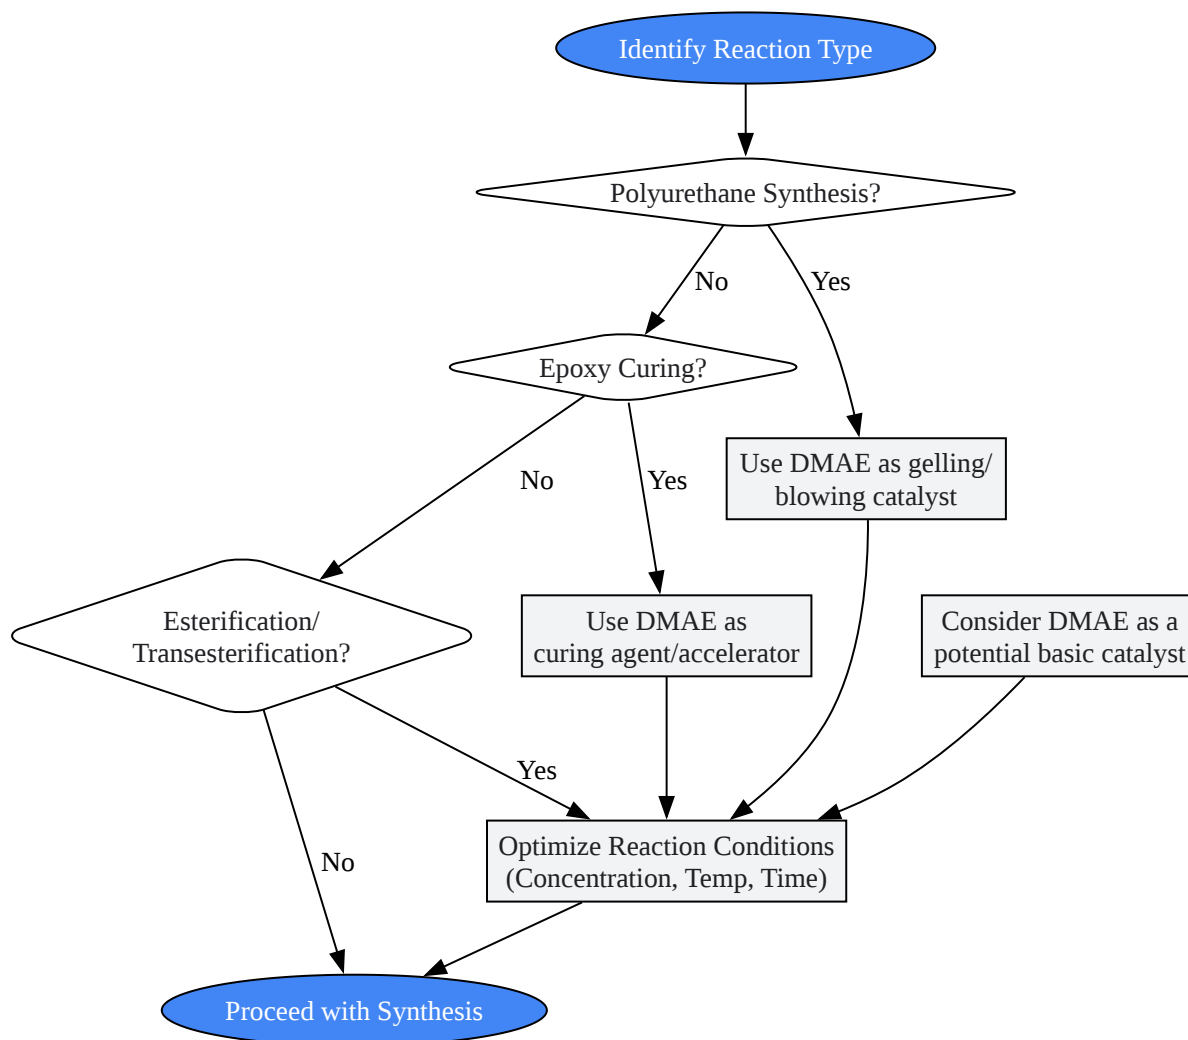 Identify Reaction Type
Polyurethane Synthesis?
No
Yes
Epoxy Curing?
Use DMAE as gelling/
blowing catalyst
No
Yes
Esterification/
Transesterification?
Use DMAE as
curing agent/accelerator
Consider DMAE as a
potential basic catalyst
Yes
Optimize Reaction Conditions
(Concentration, Temp, Time)
No
Proceed with Synthesis